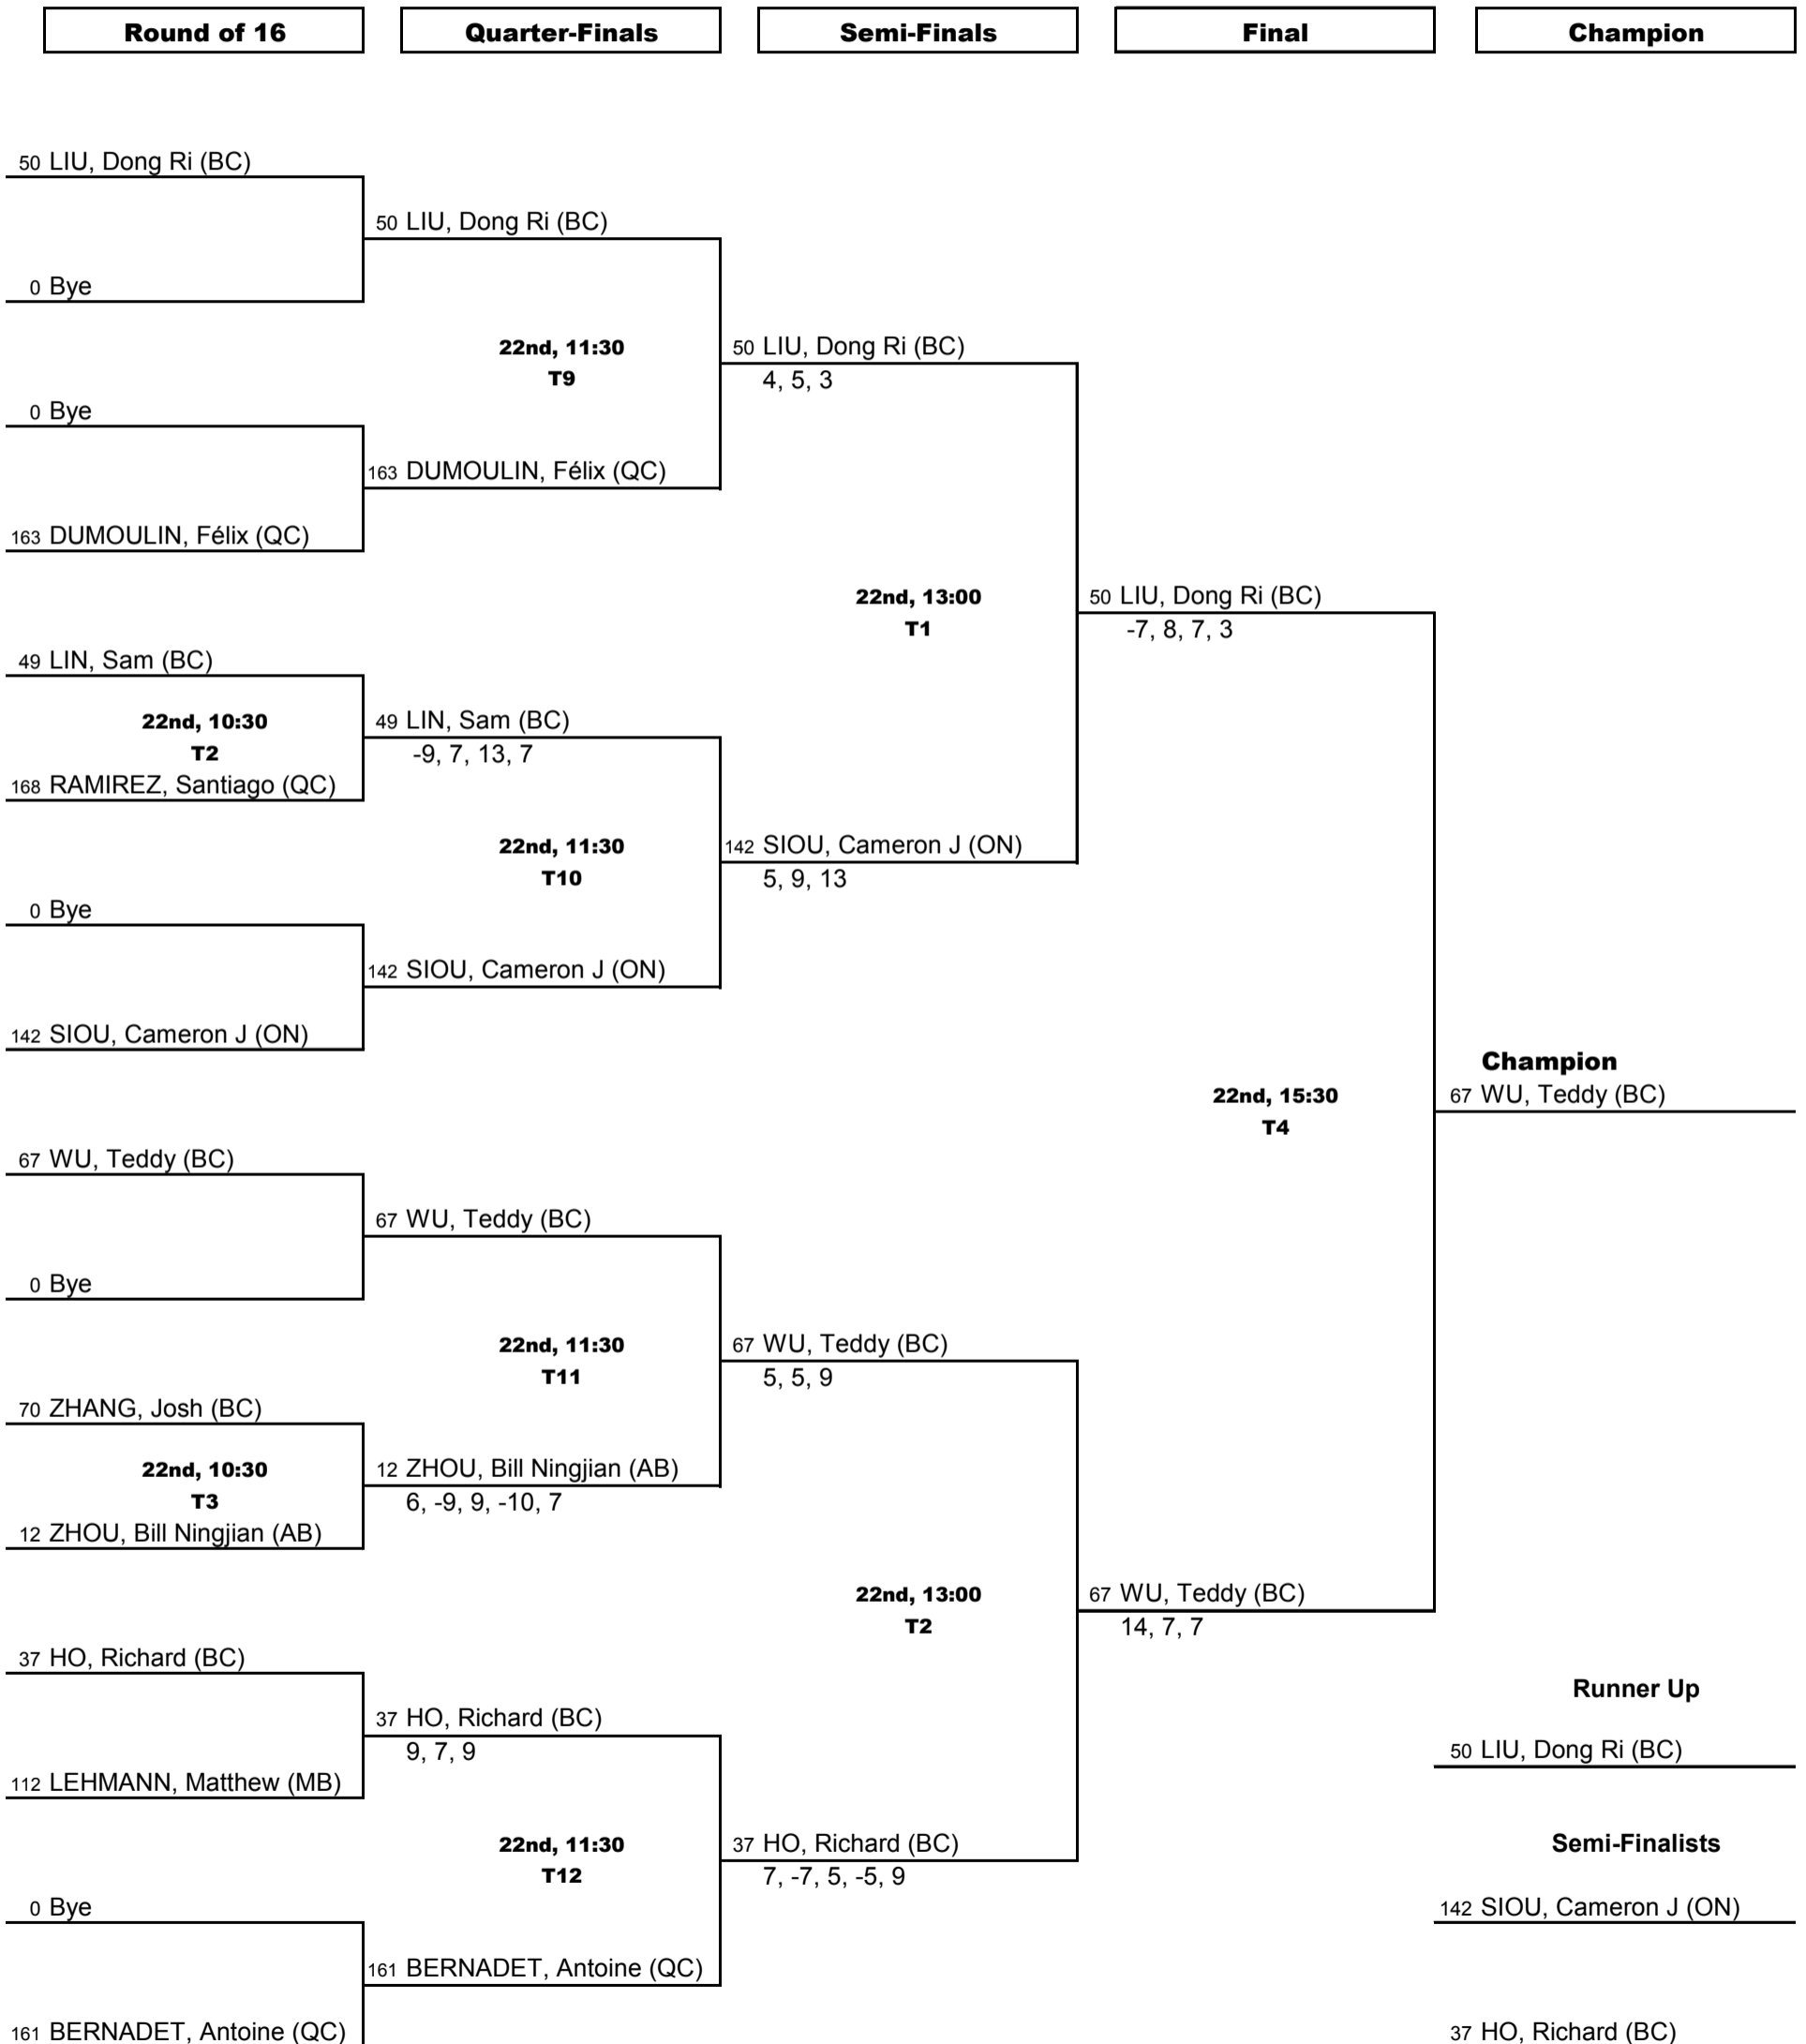 Round of 16
Quarter-Finals
Semi-Finals
Final
Champion
50 LIU, Dong Ri (BC)
50 LIU, Dong Ri (BC)
0 Bye
22nd, 11:30
T9
50 LIU, Dong Ri (BC)
4, 5, 3
0 Bye
163 DUMOULIN, Félix (QC)
163 DUMOULIN, Félix (QC)
22nd, 13:00
T1
50 LIU, Dong Ri (BC)
-7, 8, 7, 3
49 LIN, Sam (BC)
22nd, 10:30
T2
49 LIN, Sam (BC)
-9, 7, 13, 7
168 RAMIREZ, Santiago (QC)
22nd, 11:30
T10
142 SIOU, Cameron J (ON)
5, 9, 13
0 Bye
142 SIOU, Cameron J (ON)
142 SIOU, Cameron J (ON)
22nd, 15:30
T4
Champion
67 WU, Teddy (BC)
67 WU, Teddy (BC)
67 WU, Teddy (BC)
0 Bye
22nd, 11:30
T11
67 WU, Teddy (BC)
5, 5, 9
70 ZHANG, Josh (BC)
22nd, 10:30
T3
12 ZHOU, Bill Ningjian (AB)
6, -9, 9, -10, 7
12 ZHOU, Bill Ningjian (AB)
22nd, 13:00
T2
67 WU, Teddy (BC)
14, 7, 7
37 HO, Richard (BC)
37 HO, Richard (BC)
9, 7, 9
112 LEHMANN, Matthew (MB)
22nd, 11:30
T12
37 HO, Richard (BC)
7, -7, 5, -5, 9
0 Bye
161 BERNADET, Antoine (QC)
161 BERNADET, Antoine (QC)
Runner Up
50 LIU, Dong Ri (BC)
Semi-Finalists
142 SIOU, Cameron J (ON)
37 HO, Richard (BC)